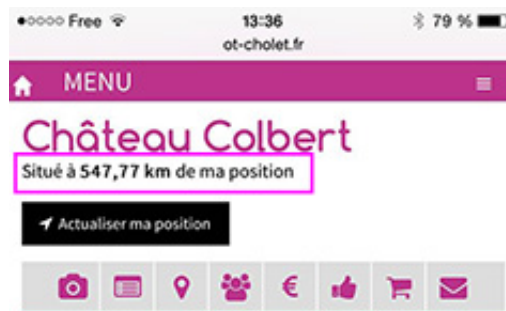 Free 13:36 79 %
ot-cholet.fr
MENU
Château Colbert
Situé à 547,77 km de ma position
Actualiser ma position
€